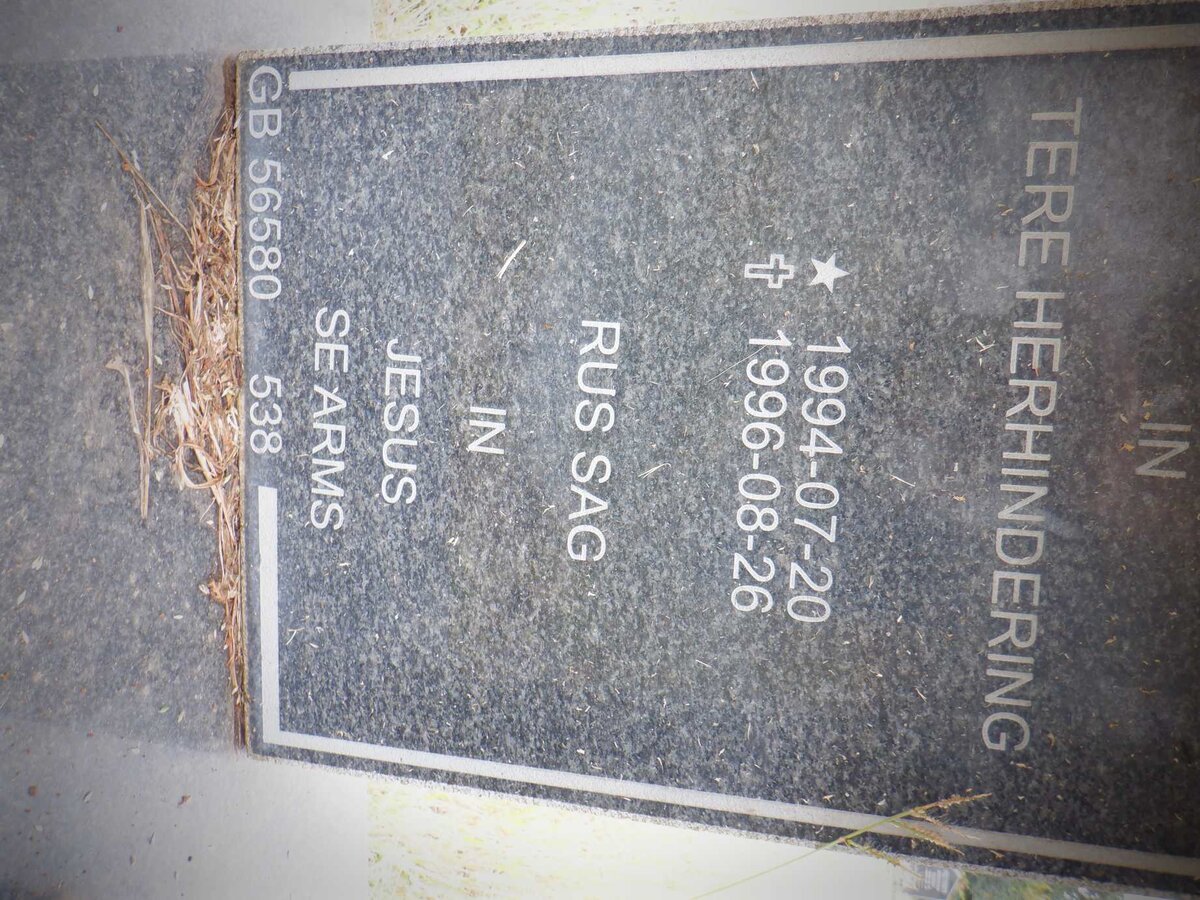 IN
TERE HERHINDERING
★ 1994-07-20
✞ 1996-08-26
RUS SAG
IN
JESUS
SE ARMS
GB 56580 538